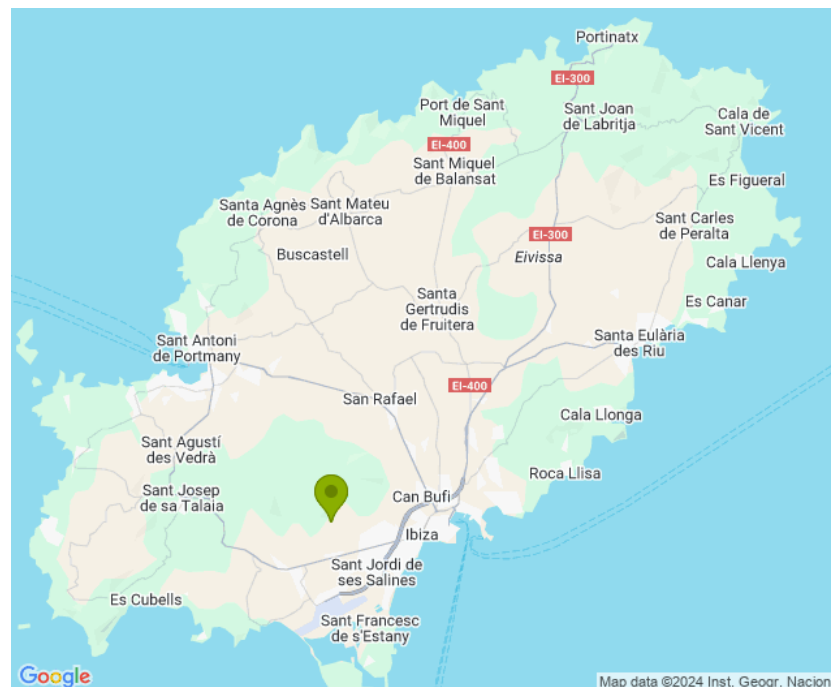 Portinatx
EI-300
Port de Sant
Miquel
Sant Joan
de Labritja
Cala de
Sant Vicent
EI-400
Sant Miquel
de Balansat
Es Figueral
Santa Agnès
de Corona
Sant Mateu
d'Albarca
Sant Carles
de Peralta
EI-300
Buscastell
Eivissa
Cala Llenya
Santa
Gertrudis
de Fruitera
Es Canar
Sant Antoni
de Portmany
Santa Eulària
des Riu
EI-400
San Rafael
Cala Llonga
Sant Agustí
des Vedrà
Roca Llisa
Sant Josep
de sa Talaia
Can Bufi
Ibiza
Sant Jordi de
ses Salines
Es Cubells
Sant Francesc
de s'Estany
Google
Map data ©2024 Inst. Geogr. Nacion